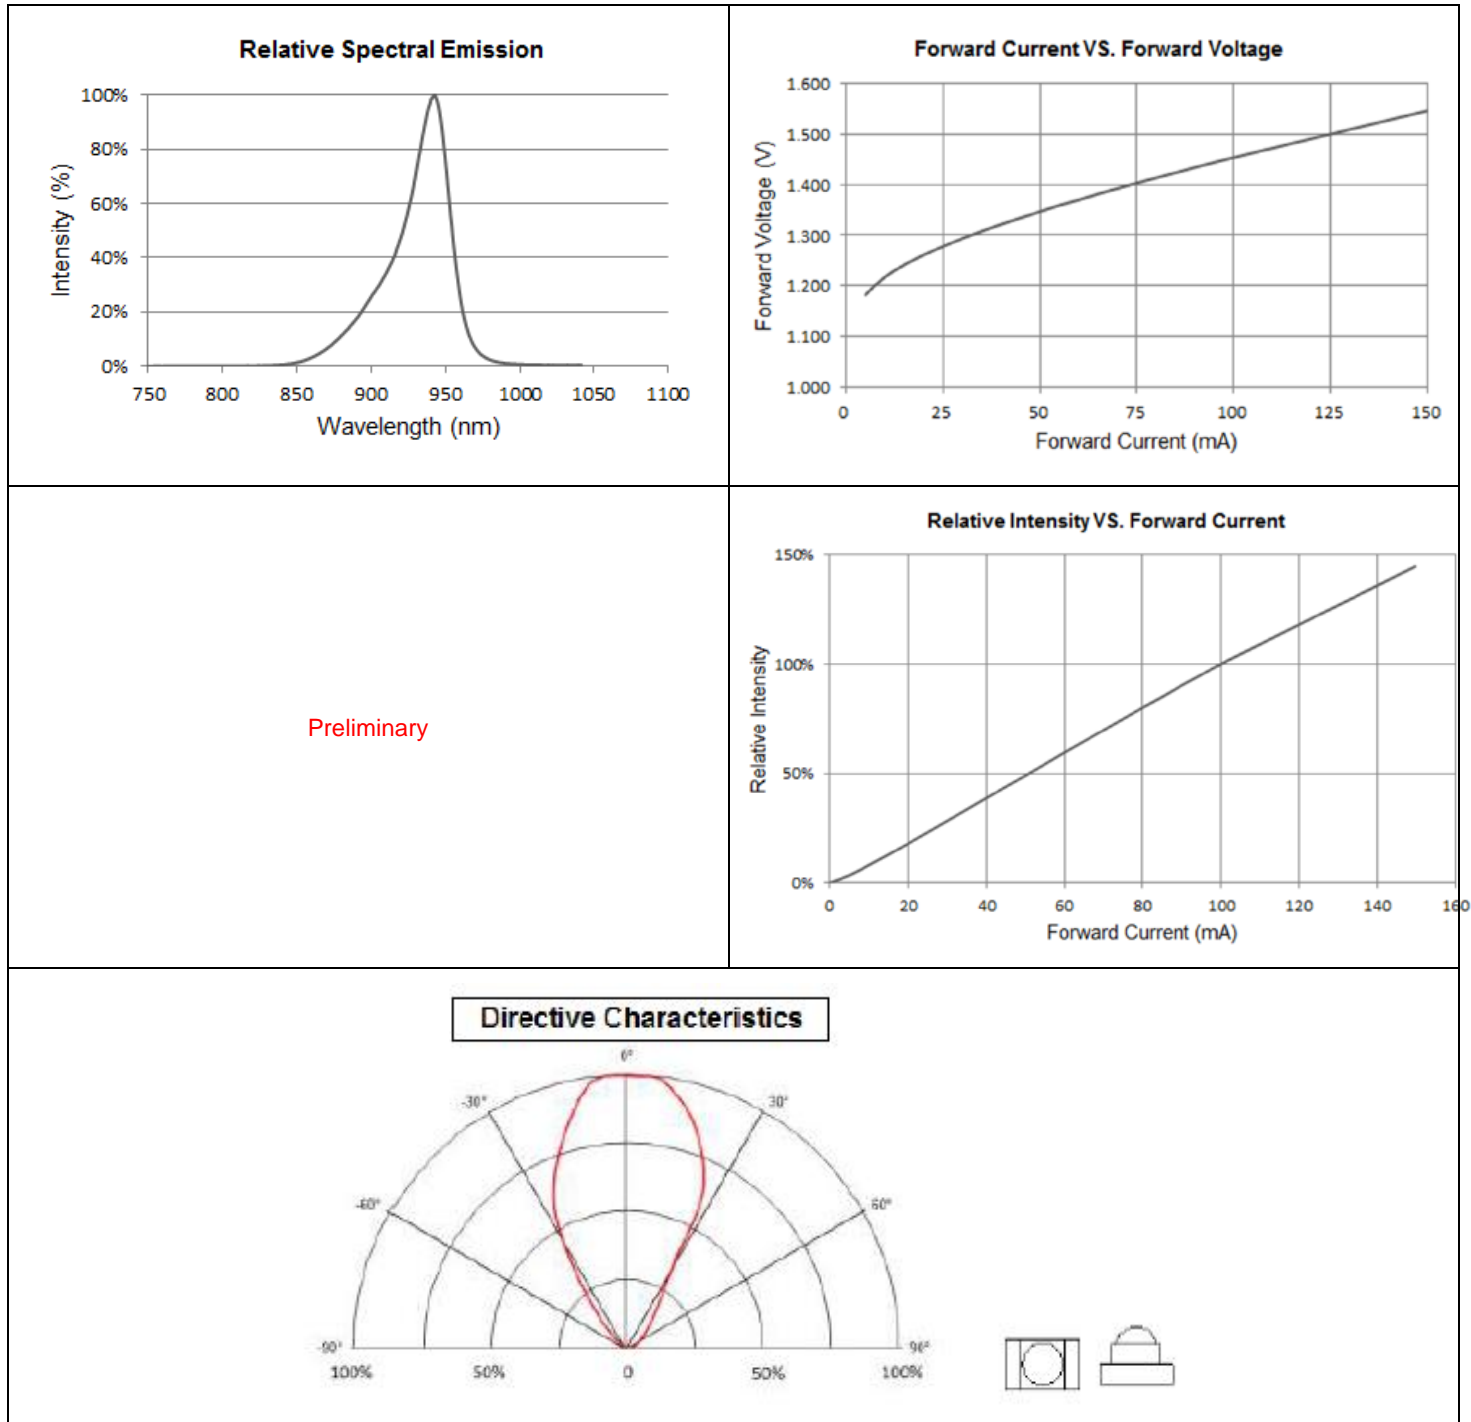 Relative Spectral Emission
100%
80%
60%
40%
20%
0%
Intensity (%)
750 800 850 900 950 1000 1050 1100
Wavelength (nm)
Forward Current VS. Forward Voltage
1.600
1.500
1.400
1.300
1.200
1.100
1.000
Forward Voltage (V)
0 25 50 75 100 125 150
Forward Current (mA)
Preliminary
Relative Intensity VS. Forward Current
150%
100%
50%
0%
Relative Intensity
0 20 40 60 80 100 120 140 160
Forward Current (mA)
Directive Characteristics
0°
-30° 30°
-60° 60°
-90° 90°
100% 50% 0 50% 100%